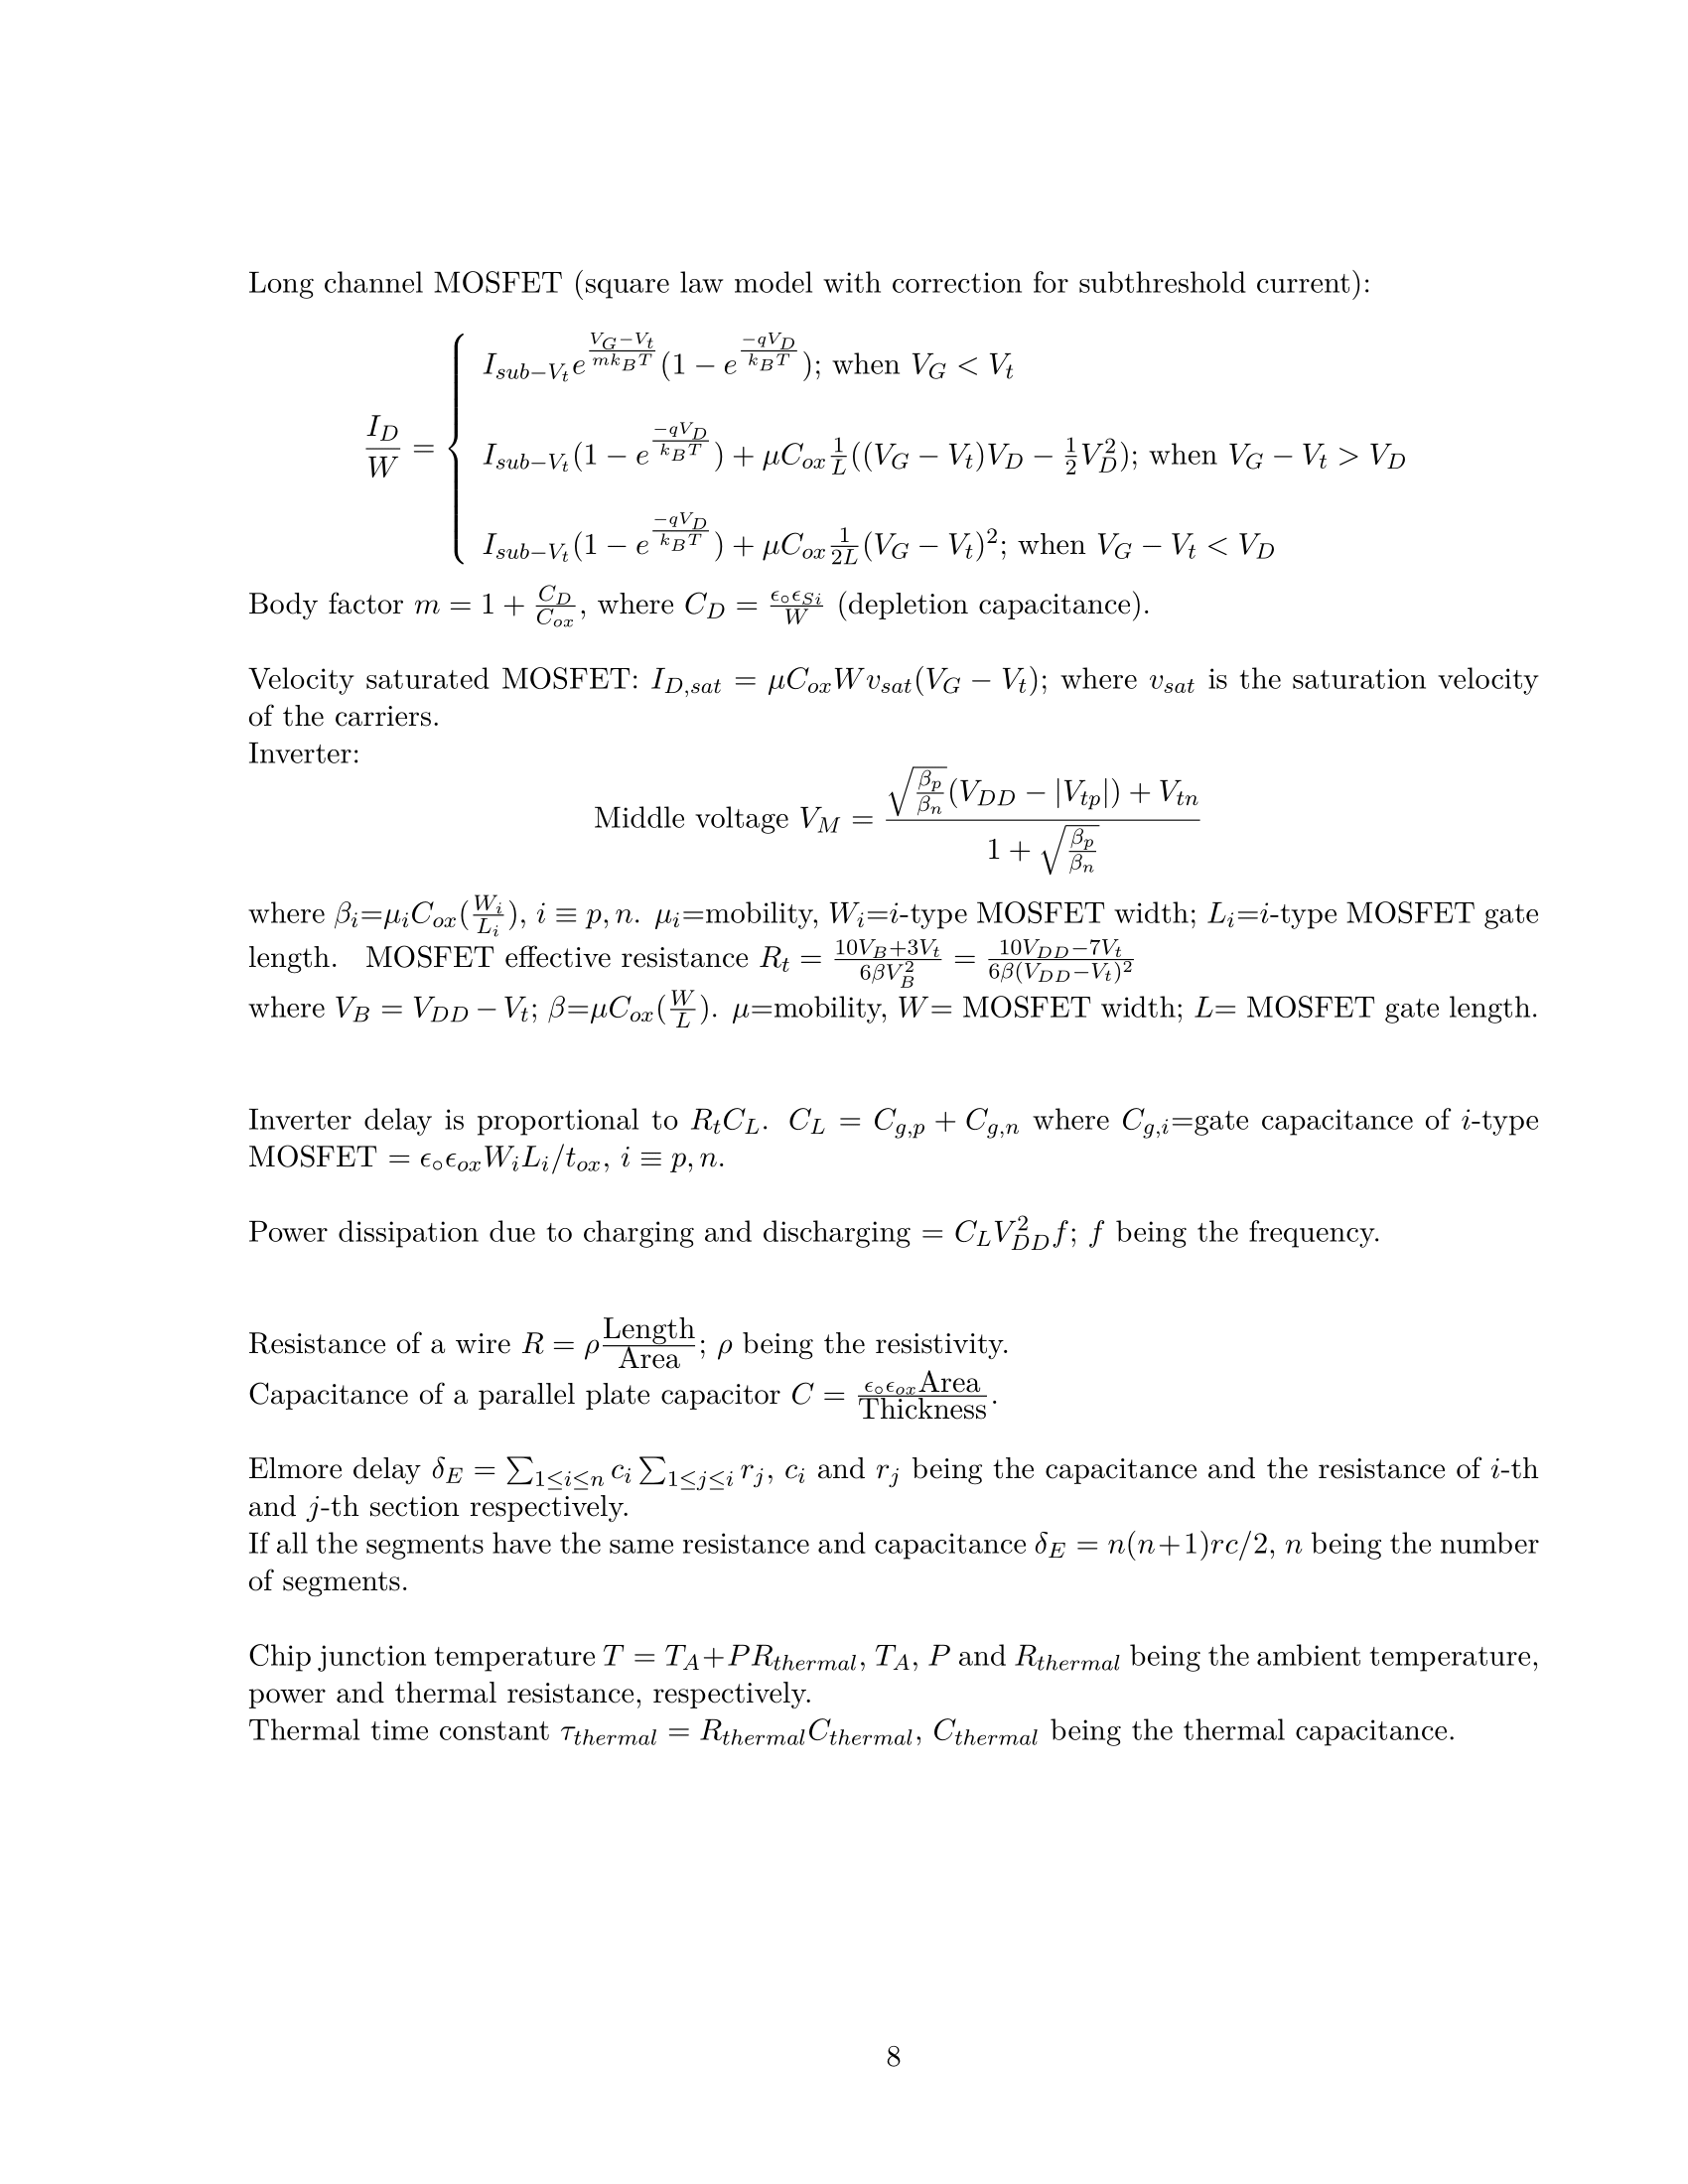 Long channel MOSFET (square law model with correction for subthreshold current):
$\frac{I_D}{W} = \begin{cases} I_{sub-V_t} e^{\frac{V_G-V_t}{mk_BT}}(1 - e^{\frac{-qV_D}{k_BT}}); \text{ when } V_G < V_t \\ I_{sub-V_t}(1 - e^{\frac{-qV_D}{k_BT}}) + \mu C_{ox}\frac{1}{L}((V_G - V_t)V_D - \frac{1}{2}V_D^2); \text{ when } V_G - V_t > V_D \\ I_{sub-V_t}(1 - e^{\frac{-qV_D}{k_BT}}) + \mu C_{ox}\frac{1}{2L}(V_G - V_t)^2; \text{ when } V_G - V_t < V_D \end{cases}$
Body factor $m = 1 + \frac{C_D}{C_{ox}}$, where $C_D = \frac{\epsilon_\circ \epsilon_{Si}}{W}$ (depletion capacitance).
Velocity saturated MOSFET: $I_{D,sat} = \mu C_{ox} W v_{sat}(V_G - V_t)$; where $v_{sat}$ is the saturation velocity
of the carriers.
Inverter:
Middle voltage $V_M = \frac{\sqrt{\frac{\beta_p}{\beta_n}}(V_{DD} - |V_{tp}|) + V_{tn}}{1 + \sqrt{\frac{\beta_p}{\beta_n}}}$
where $\beta_i$=$\mu_i C_{ox}(\frac{W_i}{L_i})$, $i \equiv p, n$. $\mu_i$=mobility, $W_i$=$i$-type MOSFET width; $L_i$=$i$-type MOSFET gate
length. MOSFET effective resistance $R_t = \frac{10V_B+3V_t}{6\beta V_B^2} = \frac{10V_{DD}-7V_t}{6\beta(V_{DD}-V_t)^2}$
where $V_B = V_{DD} - V_t$; $\beta$=$\mu C_{ox}(\frac{W}{L})$. $\mu$=mobility, $W$= MOSFET width; $L$= MOSFET gate length.
Inverter delay is proportional to $R_tC_L$. $C_L = C_{g,p} + C_{g,n}$ where $C_{g,i}$=gate capacitance of $i$-type
MOSFET = $\epsilon_\circ \epsilon_{ox} W_i L_i / t_{ox}$, $i \equiv p, n$.
Power dissipation due to charging and discharging = $C_L V_{DD}^2 f$; $f$ being the frequency.
Resistance of a wire $R = \rho \frac{\text{Length}}{\text{Area}}$; $\rho$ being the resistivity.
Capacitance of a parallel plate capacitor $C = \frac{\epsilon_\circ \epsilon_{ox} \text{Area}}{\text{Thickness}}$.
Elmore delay $\delta_E = \sum_{1 \leq i \leq n} c_i \sum_{1 \leq j \leq i} r_j$, $c_i$ and $r_j$ being the capacitance and the resistance of $i$-th
and $j$-th section respectively.
If all the segments have the same resistance and capacitance $\delta_E = n(n+1)rc/2$, $n$ being the number
of segments.
Chip junction temperature $T = T_A + PR_{thermal}$, $T_A$, $P$ and $R_{thermal}$ being the ambient temperature,
power and thermal resistance, respectively.
Thermal time constant $\tau_{thermal} = R_{thermal}C_{thermal}$, $C_{thermal}$ being the thermal capacitance.
8